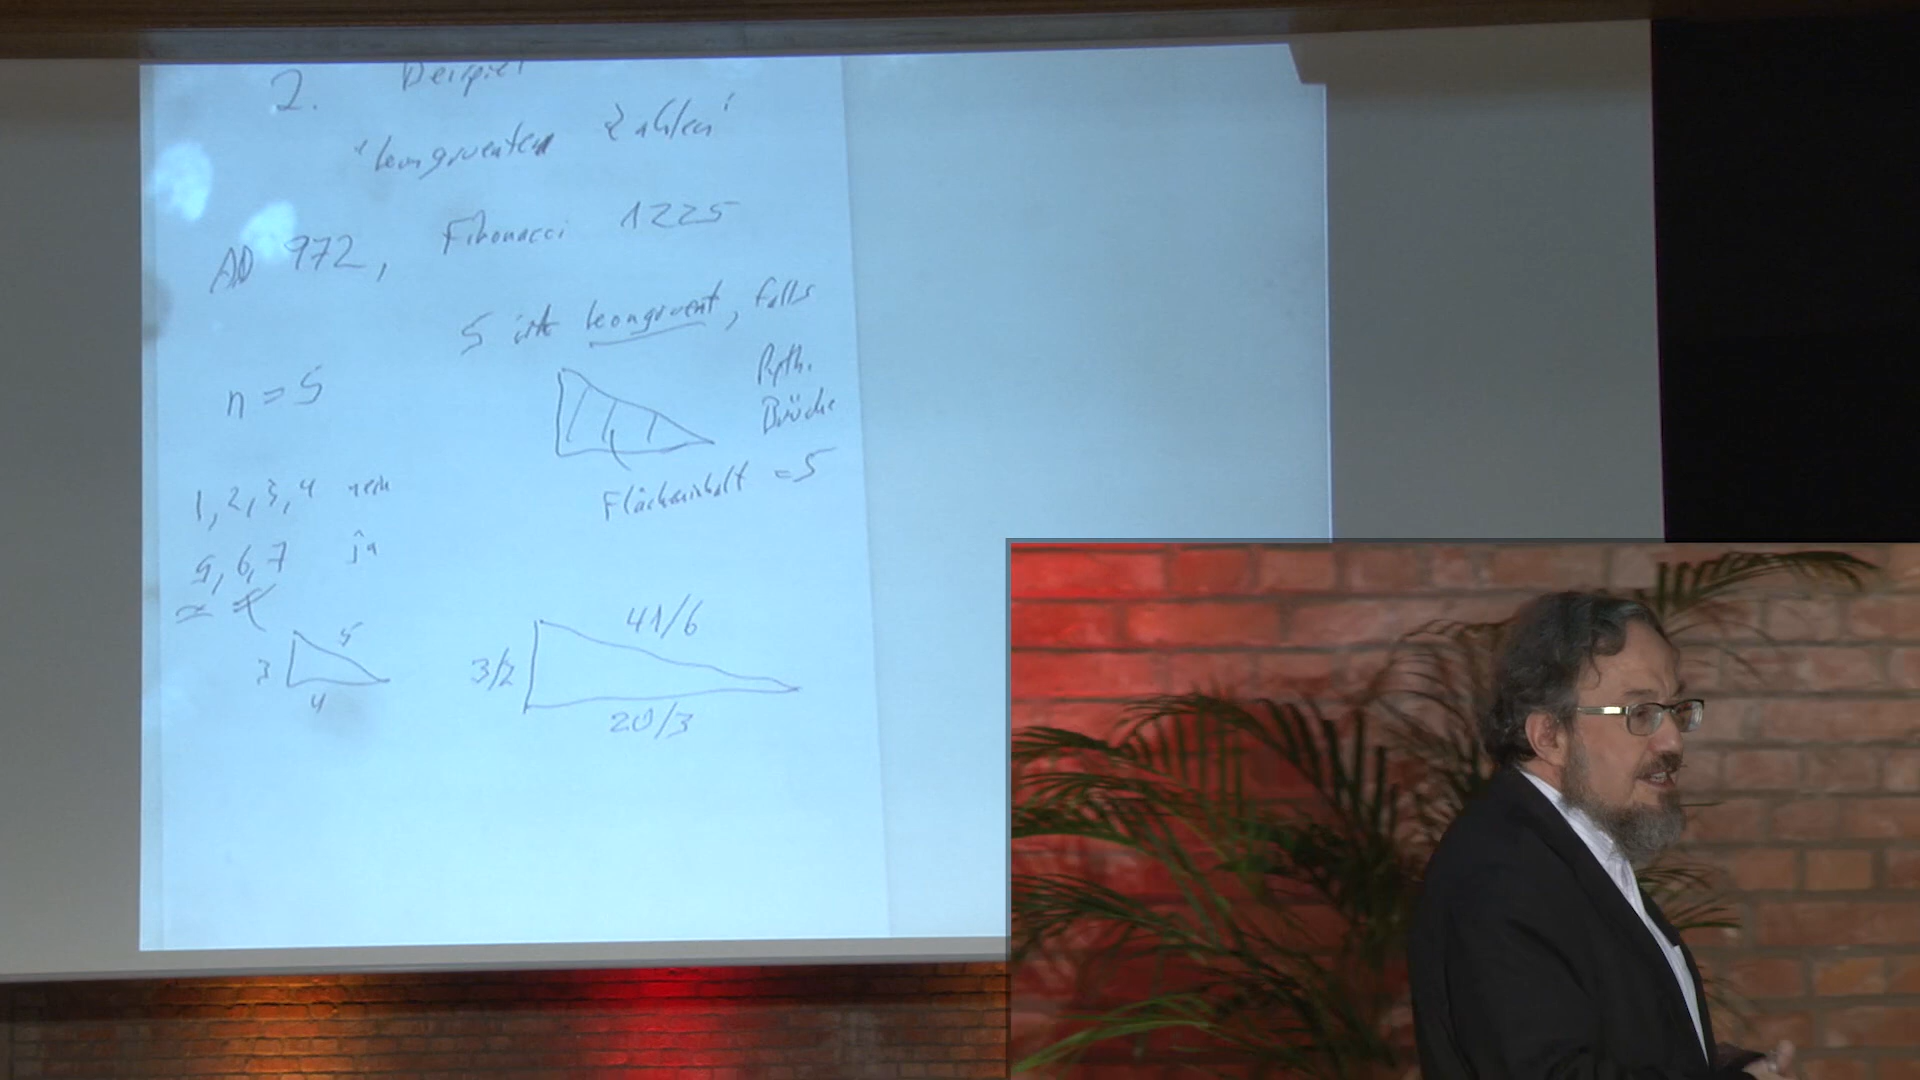 2. Beispiel
"kongruenten Zahlen"
AD 972, Fibonacci 1225
5 ist kongruent, falls
n = 5
Pyth.
Brüche
Flächeninhalt = 5
1, 2, 3, 4 nein
5, 6, 7 ja
3
5
4
3/2
41/6
20/3